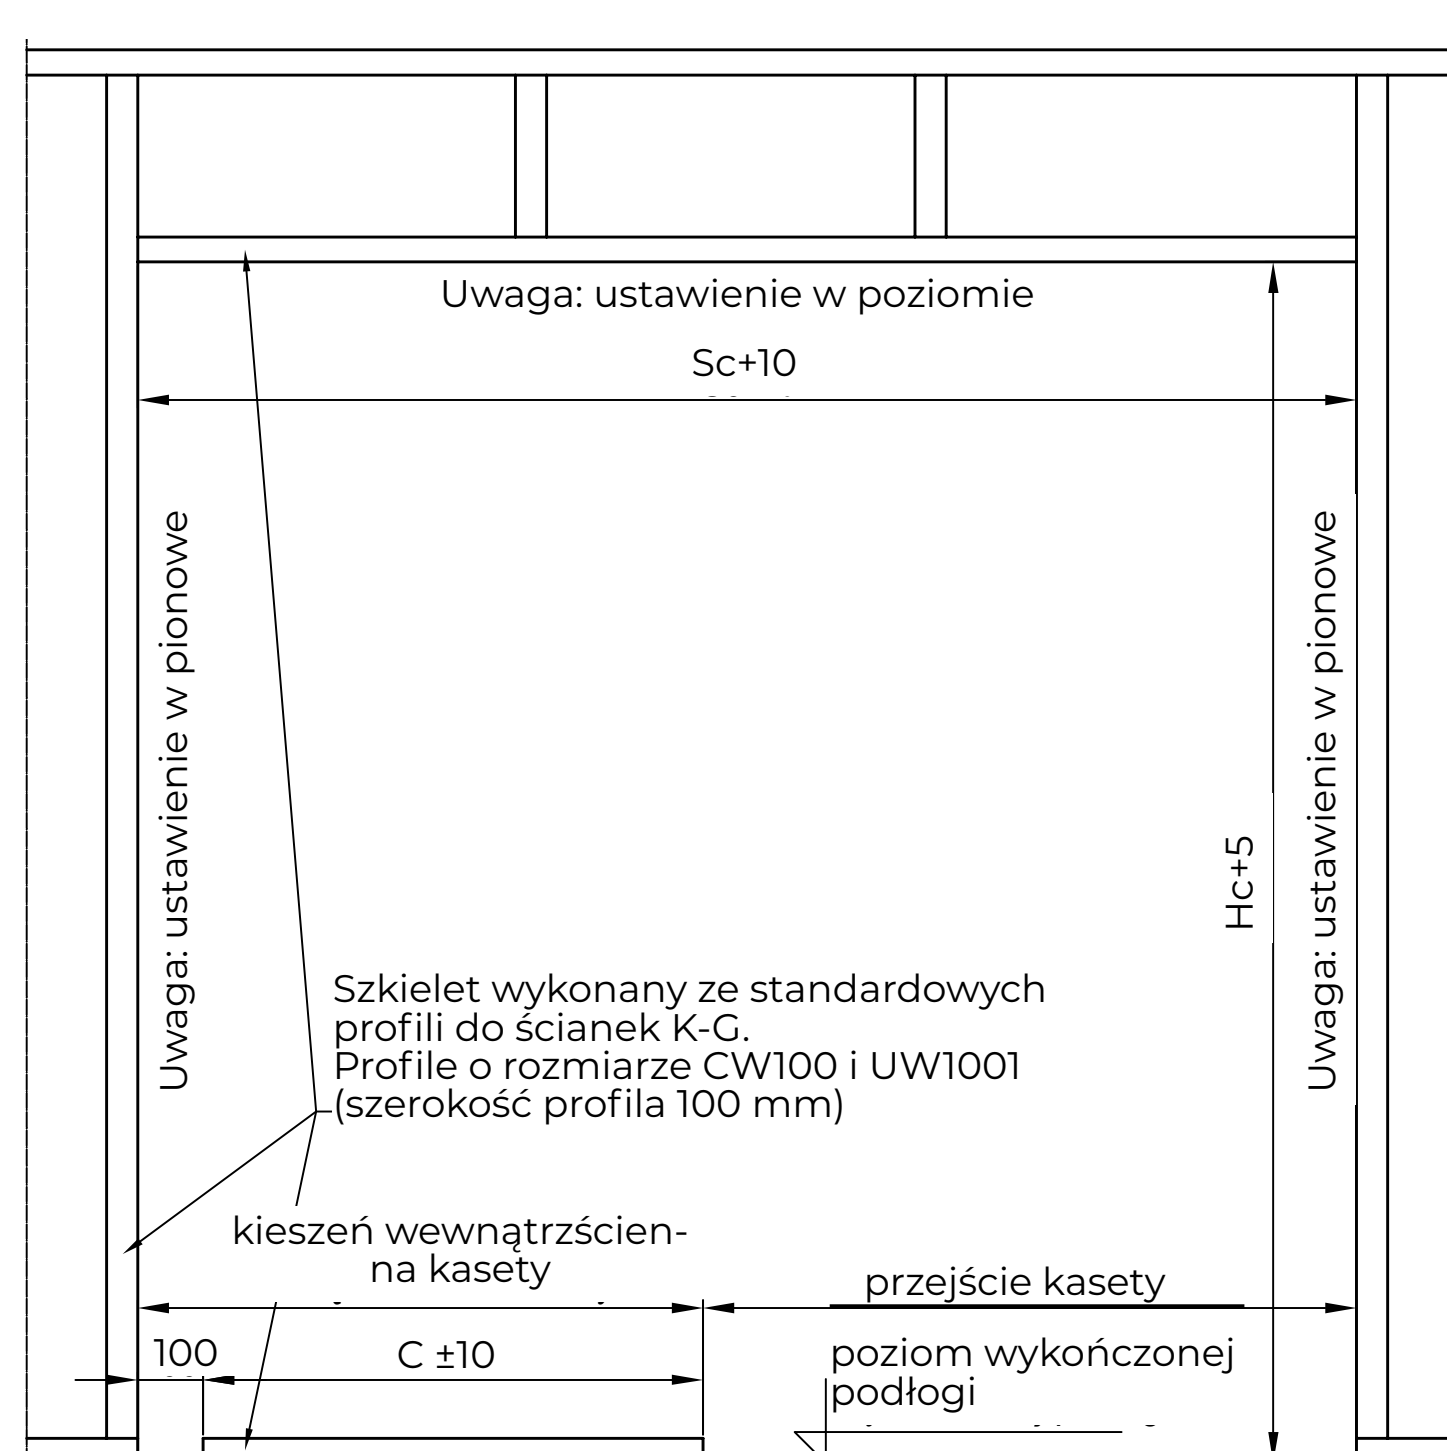 Uwaga: ustawienie w poziomie
Sc+10
Uwaga: ustawienie w pionowe
Uwaga: ustawienie w pionowe
Hc+5
Szkielet wykonany ze standardowych
profili do ścianek K-G.
Profile o rozmiarze CW100 i UW1001
(szerokość profila 100 mm)
kieszeń wewnątrzścien-
na kasety
przejście kasety
100
C ±10
poziom wykończonej
podłogi